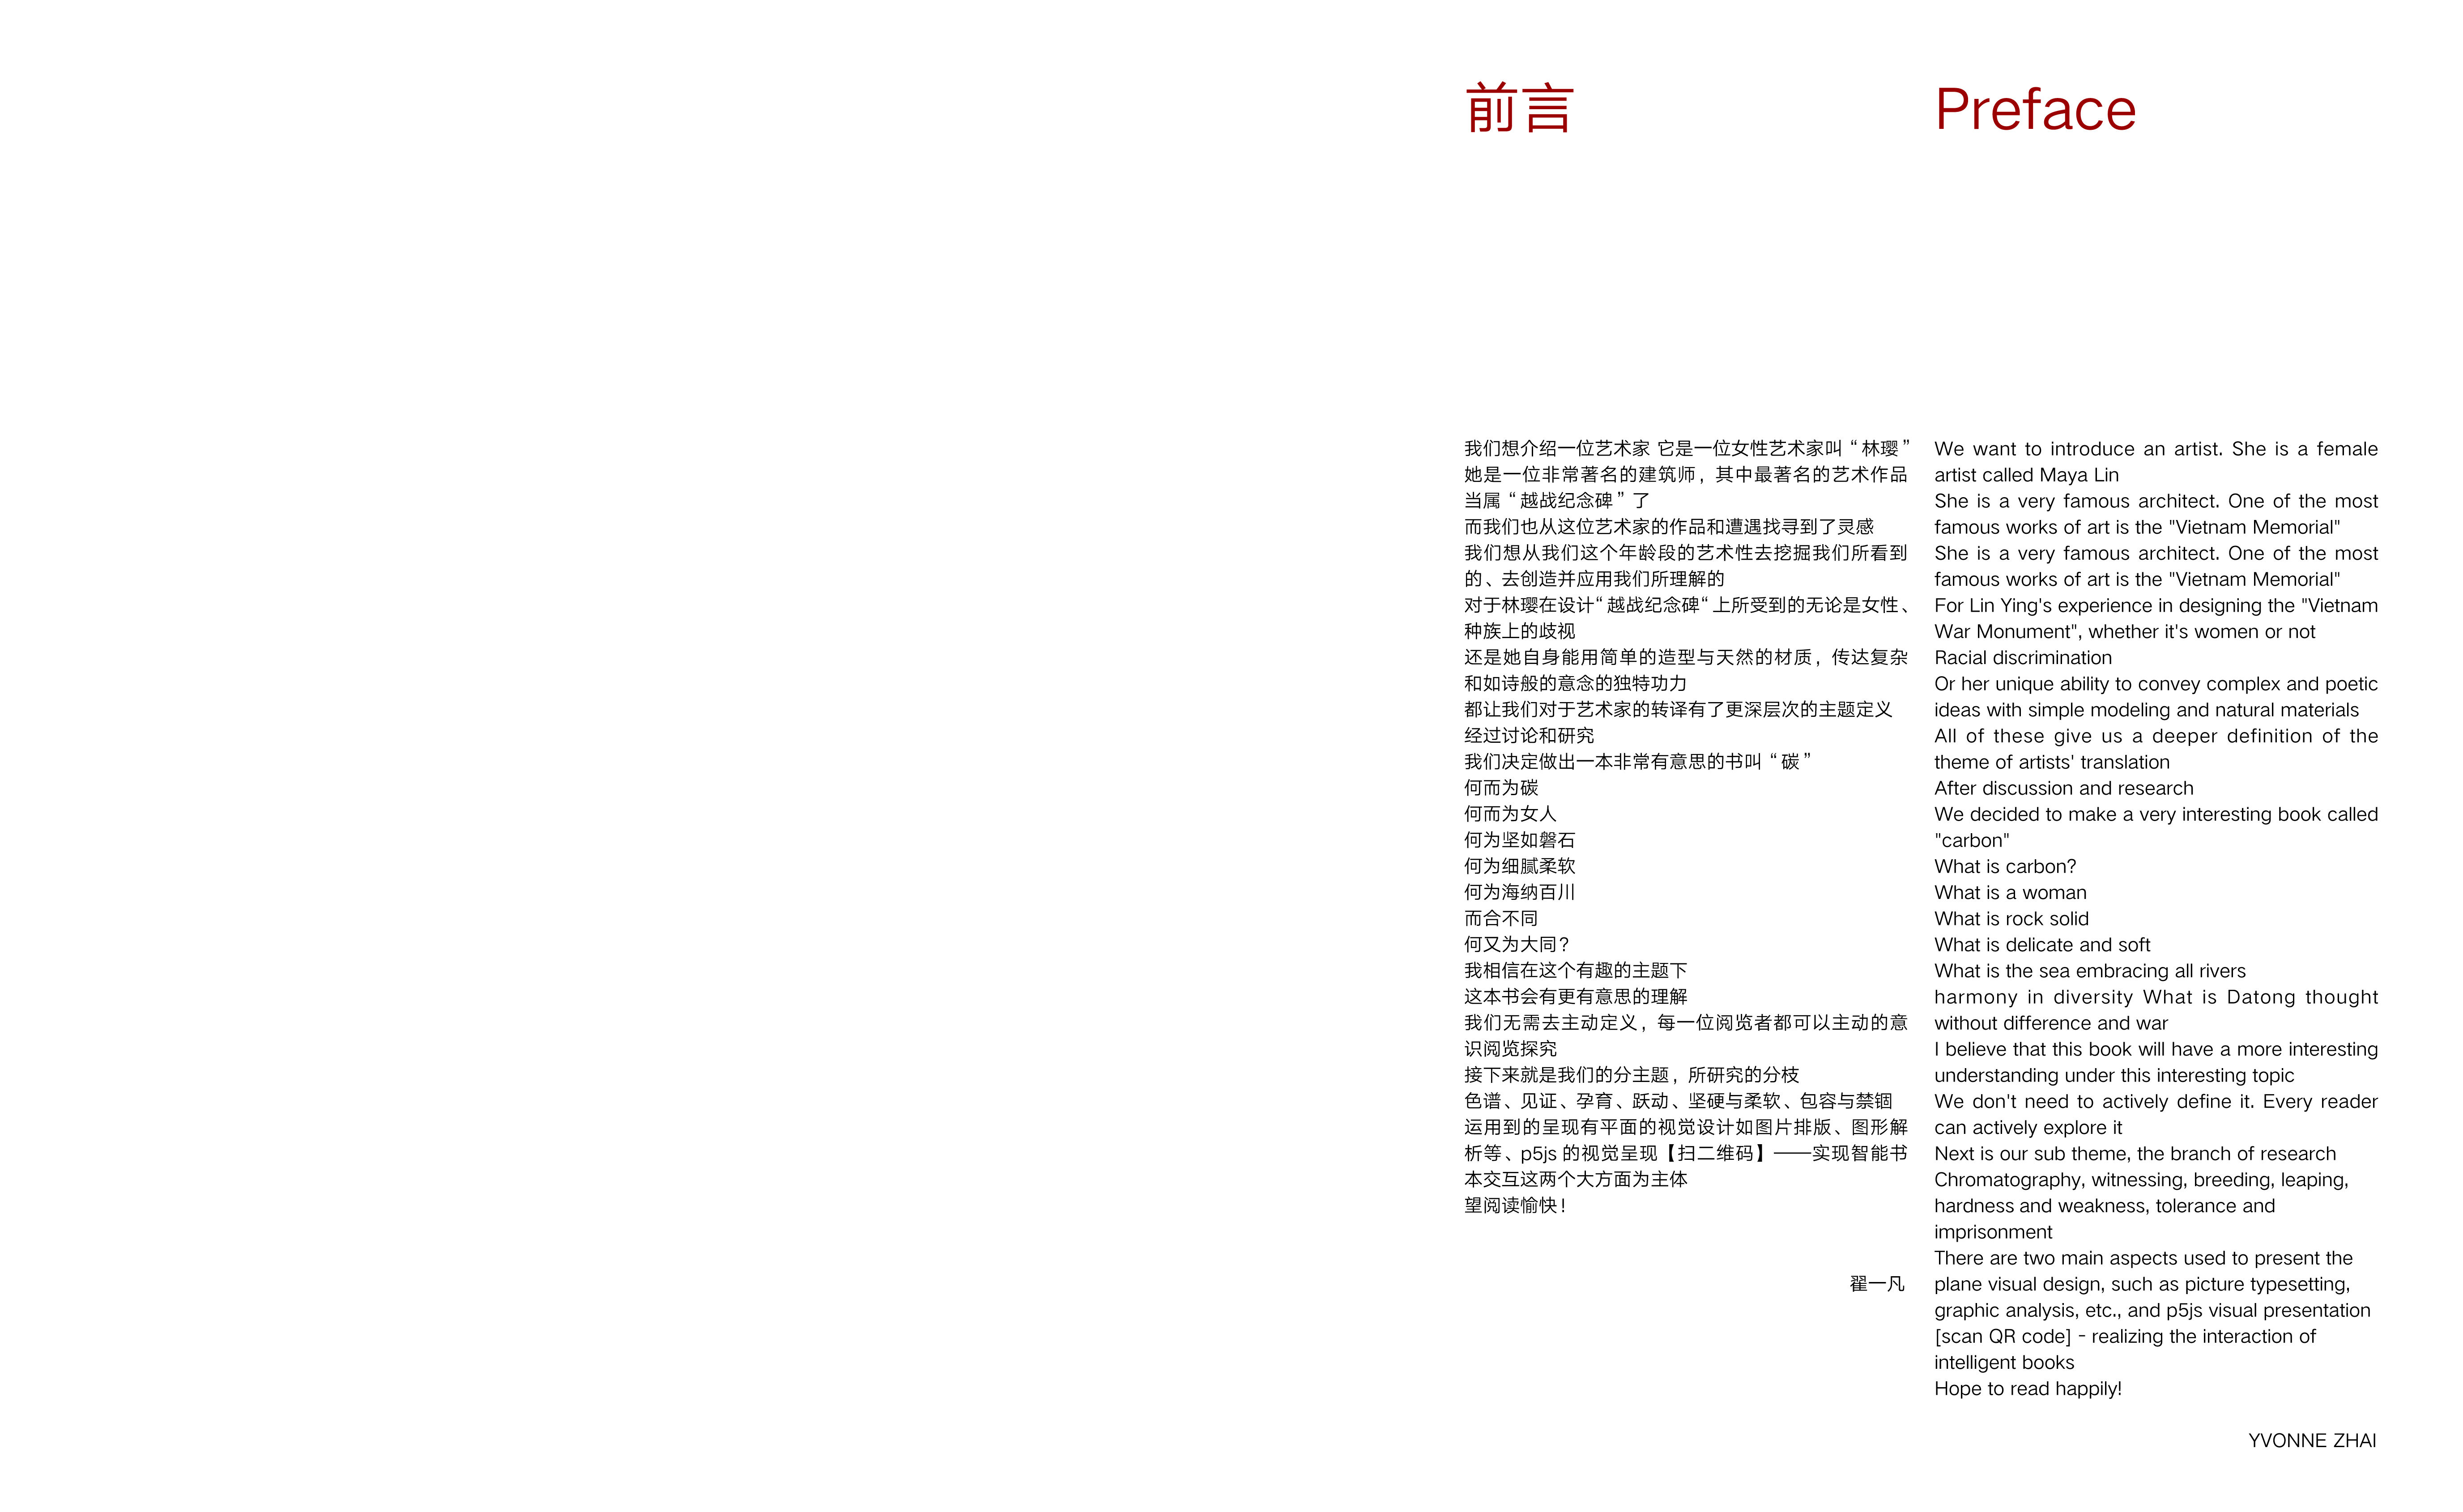 前言
我们想介绍一位艺术家 它是一位女性艺术家叫“林璎”
她是一位非常著名的建筑师，其中最著名的艺术作品
当属“越战纪念碑”了
而我们也从这位艺术家的作品和遭遇找寻到了灵感
我们想从我们这个年龄段的艺术性去挖掘我们所看到
的、去创造并应用我们所理解的
对于林璎在设计“越战纪念碑“上所受到的无论是女性、
种族上的歧视
还是她自身能用简单的造型与天然的材质，传达复杂
和如诗般的意念的独特功力
都让我们对于艺术家的转译有了更深层次的主题定义
经过讨论和研究
我们决定做出一本非常有意思的书叫“碳”
何而为碳
何而为女人
何为坚如磐石
何为细腻柔软
何为海纳百川
而合不同
何又为大同？
我相信在这个有趣的主题下
这本书会有更有意思的理解
我们无需去主动定义，每一位阅览者都可以主动的意
识阅览探究
接下来就是我们的分主题，所研究的分枝
色谱、见证、孕育、跃动、坚硬与柔软、包容与禁锢
运用到的呈现有平面的视觉设计如图片排版、图形解
析等、p5js 的视觉呈现【扫二维码】——实现智能书
本交互这两个大方面为主体
望阅读愉快！
翟一凡
Preface
We want to introduce an artist. She is a female
artist called Maya Lin
She is a very famous architect. One of the most
famous works of art is the "Vietnam Memorial"
She is a very famous architect. One of the most
famous works of art is the "Vietnam Memorial"
For Lin Ying's experience in designing the "Vietnam
War Monument", whether it's women or not
Racial discrimination
Or her unique ability to convey complex and poetic
ideas with simple modeling and natural materials
All of these give us a deeper definition of the
theme of artists' translation
After discussion and research
We decided to make a very interesting book called
"carbon"
What is carbon?
What is a woman
What is rock solid
What is delicate and soft
What is the sea embracing all rivers
harmony in diversity What is Datong thought
without difference and war
I believe that this book will have a more interesting
understanding under this interesting topic
We don't need to actively define it. Every reader
can actively explore it
Next is our sub theme, the branch of research
Chromatography, witnessing, breeding, leaping,
hardness and weakness, tolerance and
imprisonment
There are two main aspects used to present the
plane visual design, such as picture typesetting,
graphic analysis, etc., and p5js visual presentation
[scan QR code] - realizing the interaction of
intelligent books
Hope to read happily!
YVONNE ZHAI